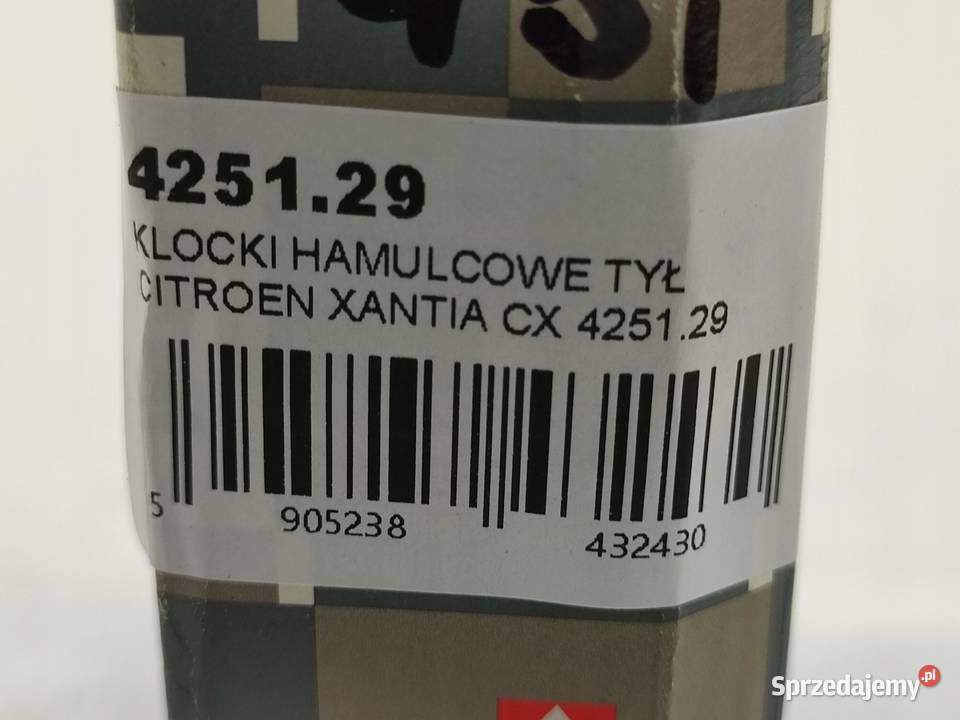 4251.29
KLOCKI HAMULCOWE TYŁ
CITROEN XANTIA CX 4251.29
5 905238 432430
Sprzedajemy.pl